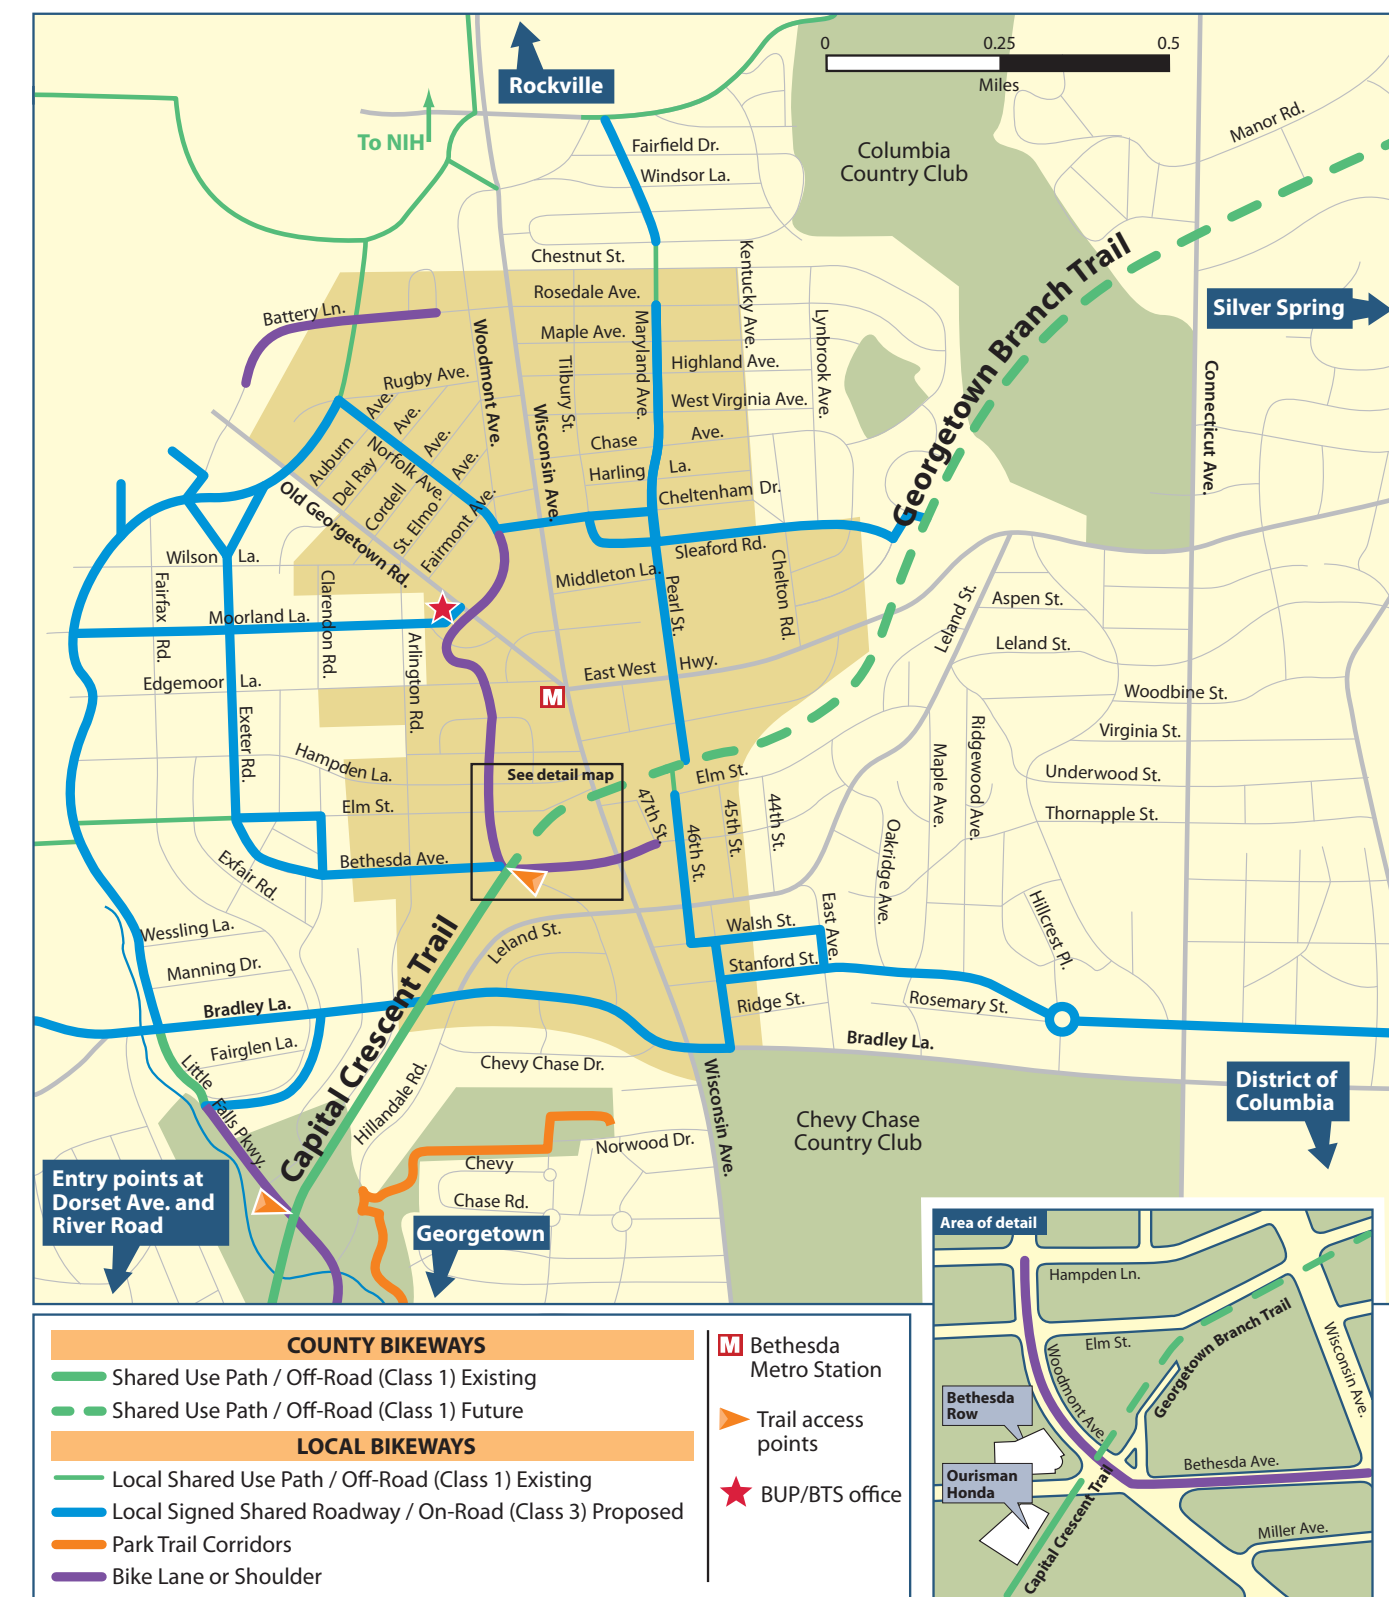 Rockville
0
0.25
0.5
Miles
To NIH
Manor Rd.
Fairfield Dr.
Windsor La.
Columbia
Country Club
Chestnut St.
Kentucky Ave.
Georgetown Branch Trail
Rosedale Ave.
Silver Spring
Battery Ln.
Woodmont Ave.
Maple Ave.
Maryland Ave.
Lynbrook Ave.
Tilbury St.
Highland Ave.
Connecticut Ave.
Rugby Ave.
West Virginia Ave.
Wisconsin Ave.
Auburn Ave.
Del Ray Ave.
Norfolk Ave.
Cordell Ave.
St. Elmo Ave.
Fairmont Ave.
Chase Ave.
Harling La.
Cheltenham Dr.
Old Georgetown Rd.
Sleaford Rd.
Wilson La.
Middleton La.
Pearl St.
Chelton Rd.
Fairfax Rd.
Clarendon Rd.
Leland St.
Aspen St.
Moorland La.
Arlington Rd.
Leland St.
East West Hwy.
M
Edgemoor La.
Woodbine St.
Exeter Rd.
Virginia St.
Hampden La.
See detail map
Elm St.
Maple Ave.
Ridgewood Ave.
Underwood St.
Elm St.
47th St.
46th St.
45th St.
44th St.
Thornapple St.
Oakridge Ave.
Exfair Rd.
Bethesda Ave.
Hillcrest Pl.
Wessling La.
Leland St.
Walsh St.
East Ave.
Manning Dr.
Stanford St.
Capital Crescent Trail
Bradley La.
Ridge St.
Rosemary St.
Fairglen La.
Bradley La.
Chevy Chase Dr.
Little Falls Pkwy.
Hillandale Rd.
Wisconsin Ave.
District of
Columbia
Chevy Chase
Country Club
Norwood Dr.
Chevy
Chase Rd.
Entry points at
Dorset Ave. and
River Road
Georgetown
Area of detail
Hampden Ln.
Georgetown Branch Trail
Elm St.
Wisconsin Ave.
Woodmont Ave.
Bethesda
Row
Bethesda Ave.
Ourisman
Honda
Capital Crescent Trail
Miller Ave.
COUNTY BIKEWAYS
Shared Use Path / Off-Road (Class 1) Existing
Shared Use Path / Off-Road (Class 1) Future
LOCAL BIKEWAYS
Local Shared Use Path / Off-Road (Class 1) Existing
Local Signed Shared Roadway / On-Road (Class 3) Proposed
Park Trail Corridors
Bike Lane or Shoulder
M Bethesda
Metro Station
Trail access
points
BUP/BTS office